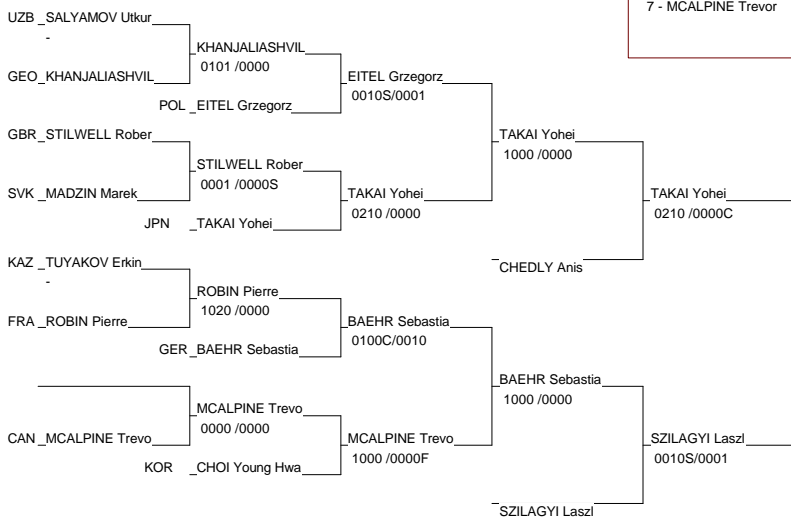 7 - MCALPINE Trevor
UZB _SALYAMOV Utkur
-
KHANJALIASHVIL
0101 /0000
GEO_KHANJALIASHVIL
EITEL Grzegorz
0010S/0001
POL _EITEL Grzegorz
GBR_STILWELL Rober
TAKAI Yohei
1000 /0000
STILWELL Rober
0001 /0000S
SVK _MADZIN Marek
TAKAI Yohei
0210 /0000
TAKAI Yohei
0210 /0000C
JPN _TAKAI Yohei
KAZ _TUYAKOV Erkin
-
CHEDLY Anis
ROBIN Pierre
1020 /0000
FRA _ROBIN Pierre
BAEHR Sebastia
0100C/0010
GER _BAEHR Sebastia
BAEHR Sebastia
1000 /0000
MCALPINE Trevo
0000 /0000
CAN _MCALPINE Trevo
MCALPINE Trevo
1000 /0000F
SZILAGYI Laszl
0010S/0001
KOR _CHOI Young Hwa
SZILAGYI Laszl